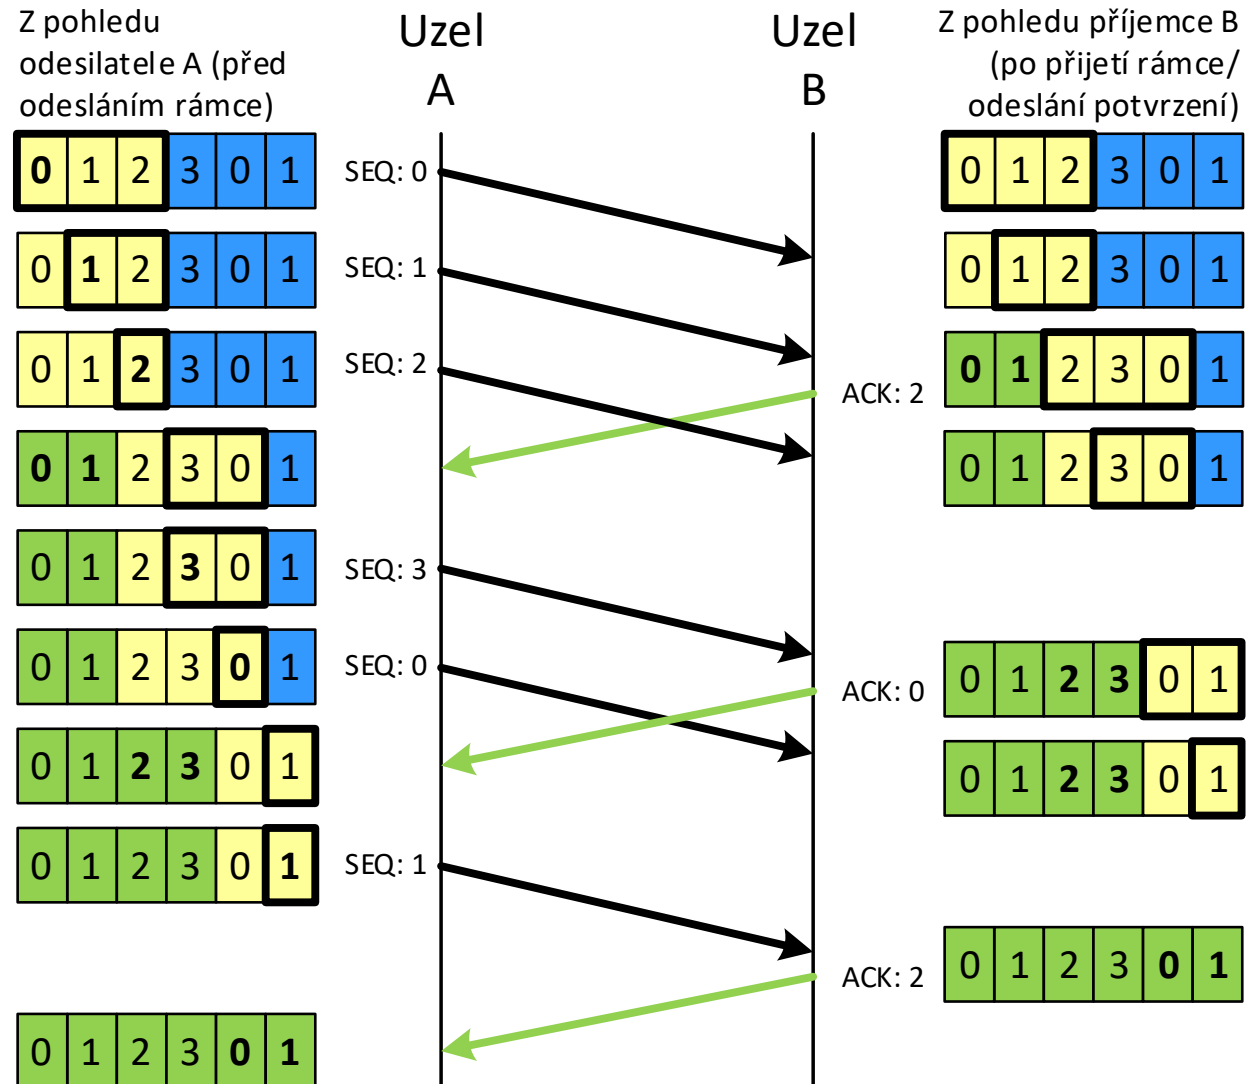 Z pohledu
odesilatele A (před
odesláním rámce)
Uzel
A
Uzel
B
Z pohledu příjemce B
(po přijetí rámce/
odeslání potvrzení)
0 1 2 3 0 1
SEQ: 0
0 1 2 3 0 1
0 1 2 3 0 1
SEQ: 1
0 1 2 3 0 1
0 1 2 3 0 1
SEQ: 2
ACK: 2
0 1 2 3 0 1
0 1 2 3 0 1
0 1 2 3 0 1
0 1 2 3 0 1
SEQ: 3
0 1 2 3 0 1
SEQ: 0
ACK: 0
0 1 2 3 0 1
0 1 2 3 0 1
0 1 2 3 0 1
0 1 2 3 0 1
SEQ: 1
ACK: 2
0 1 2 3 0 1
0 1 2 3 0 1